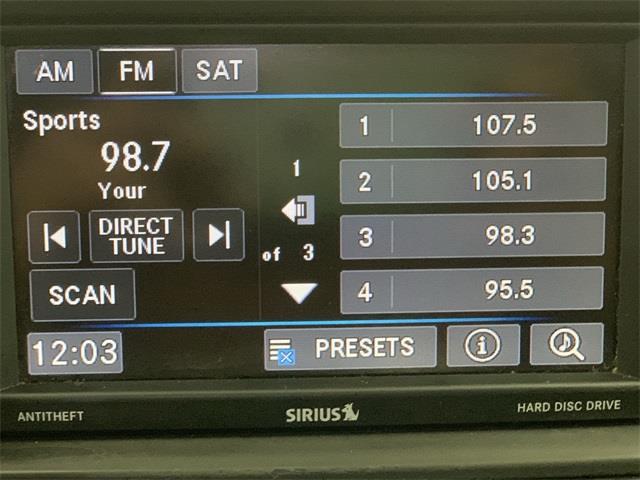 AM FM SAT
Sports
98.7
Your
DIRECT
TUNE
SCAN
1
of 3
1 107.5
2 105.1
3 98.3
4 95.5
12:03 PRESETS
ANTITHEFT SIRIUS HARD DISC DRIVE